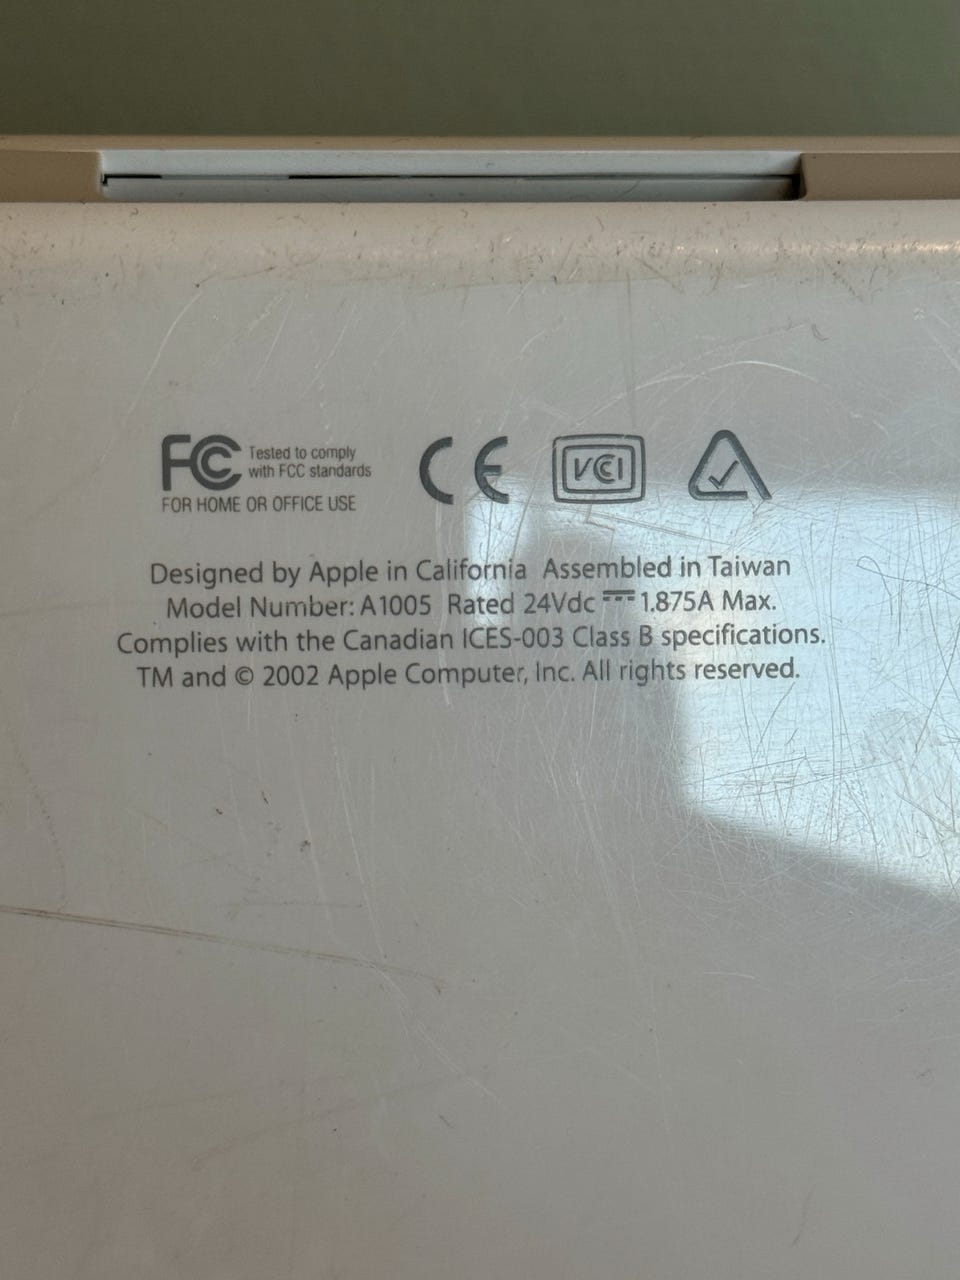 FC Tested to comply
with FCC standards
FOR HOME OR OFFICE USE
CE
VCI
Designed by Apple in California Assembled in Taiwan
Model Number: A1005 Rated 24Vdc ⎓ 1.875A Max.
Complies with the Canadian ICES-003 Class B specifications.
TM and © 2002 Apple Computer, Inc. All rights reserved.